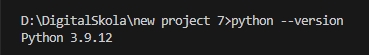 D:\DigitalSkola\new project 7>python --version
Python 3.9.12